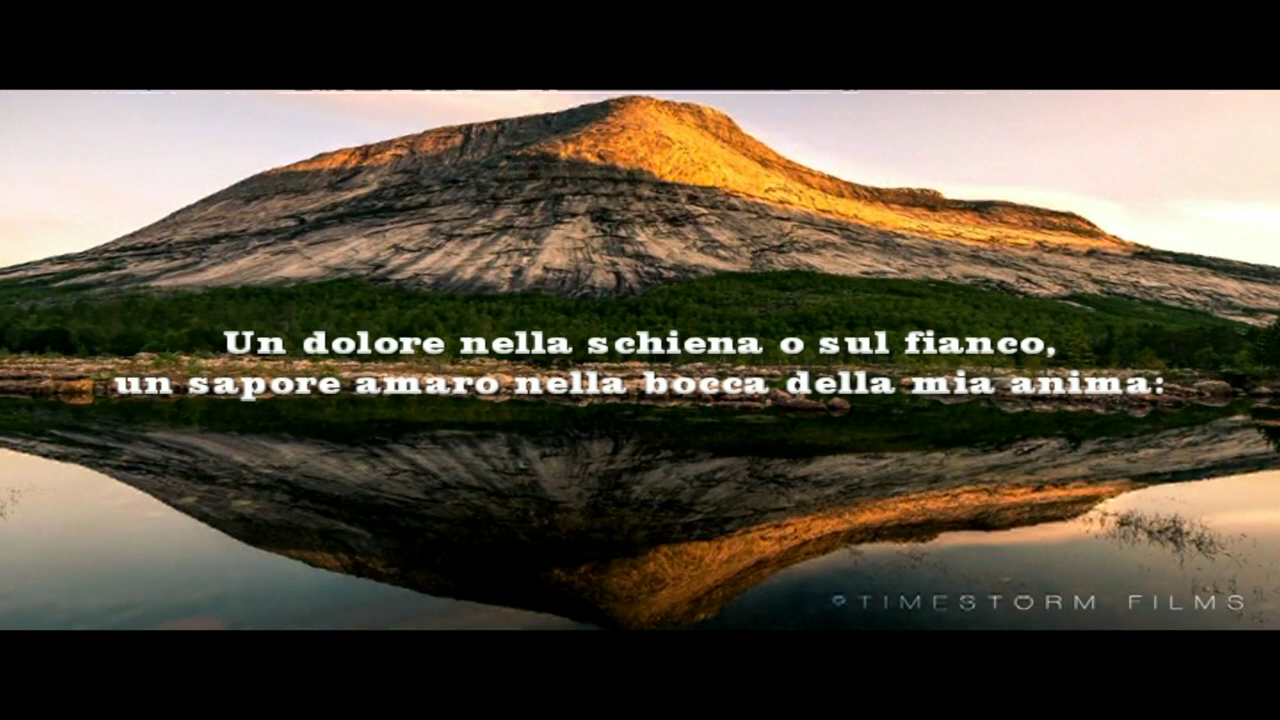 Un dolore nella schiena o sul fianco,
un sapore amaro nella bocca della mia anima:
TIMESTORM FILMS